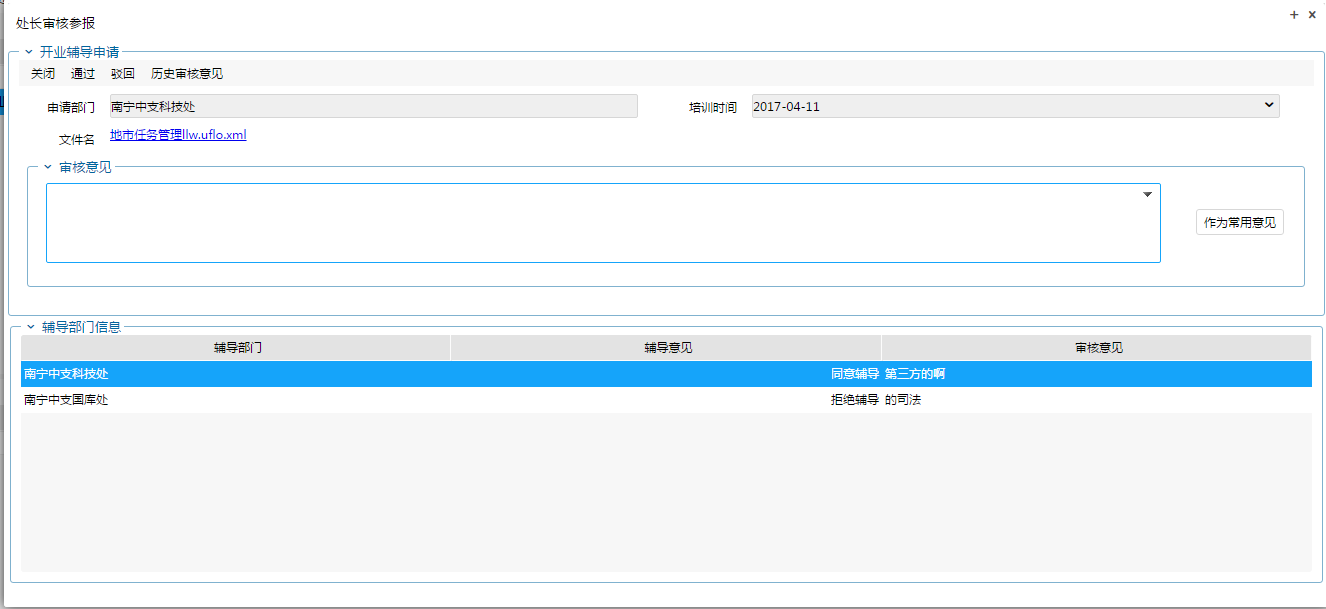 处长审核参报
+ ×
开业辅导申请
关闭 通过 驳回 历史审核意见
申请部门 南宁中支科技处 培训时间 2017-04-11
文件名 地市任务管理llw.uflo.xml
审核意见
作为常用意见
辅导部门信息
辅导部门 辅导意见 审核意见
南宁中支科技处 同意辅导 第三方的啊
南宁中支国库处 拒绝辅导 的司法